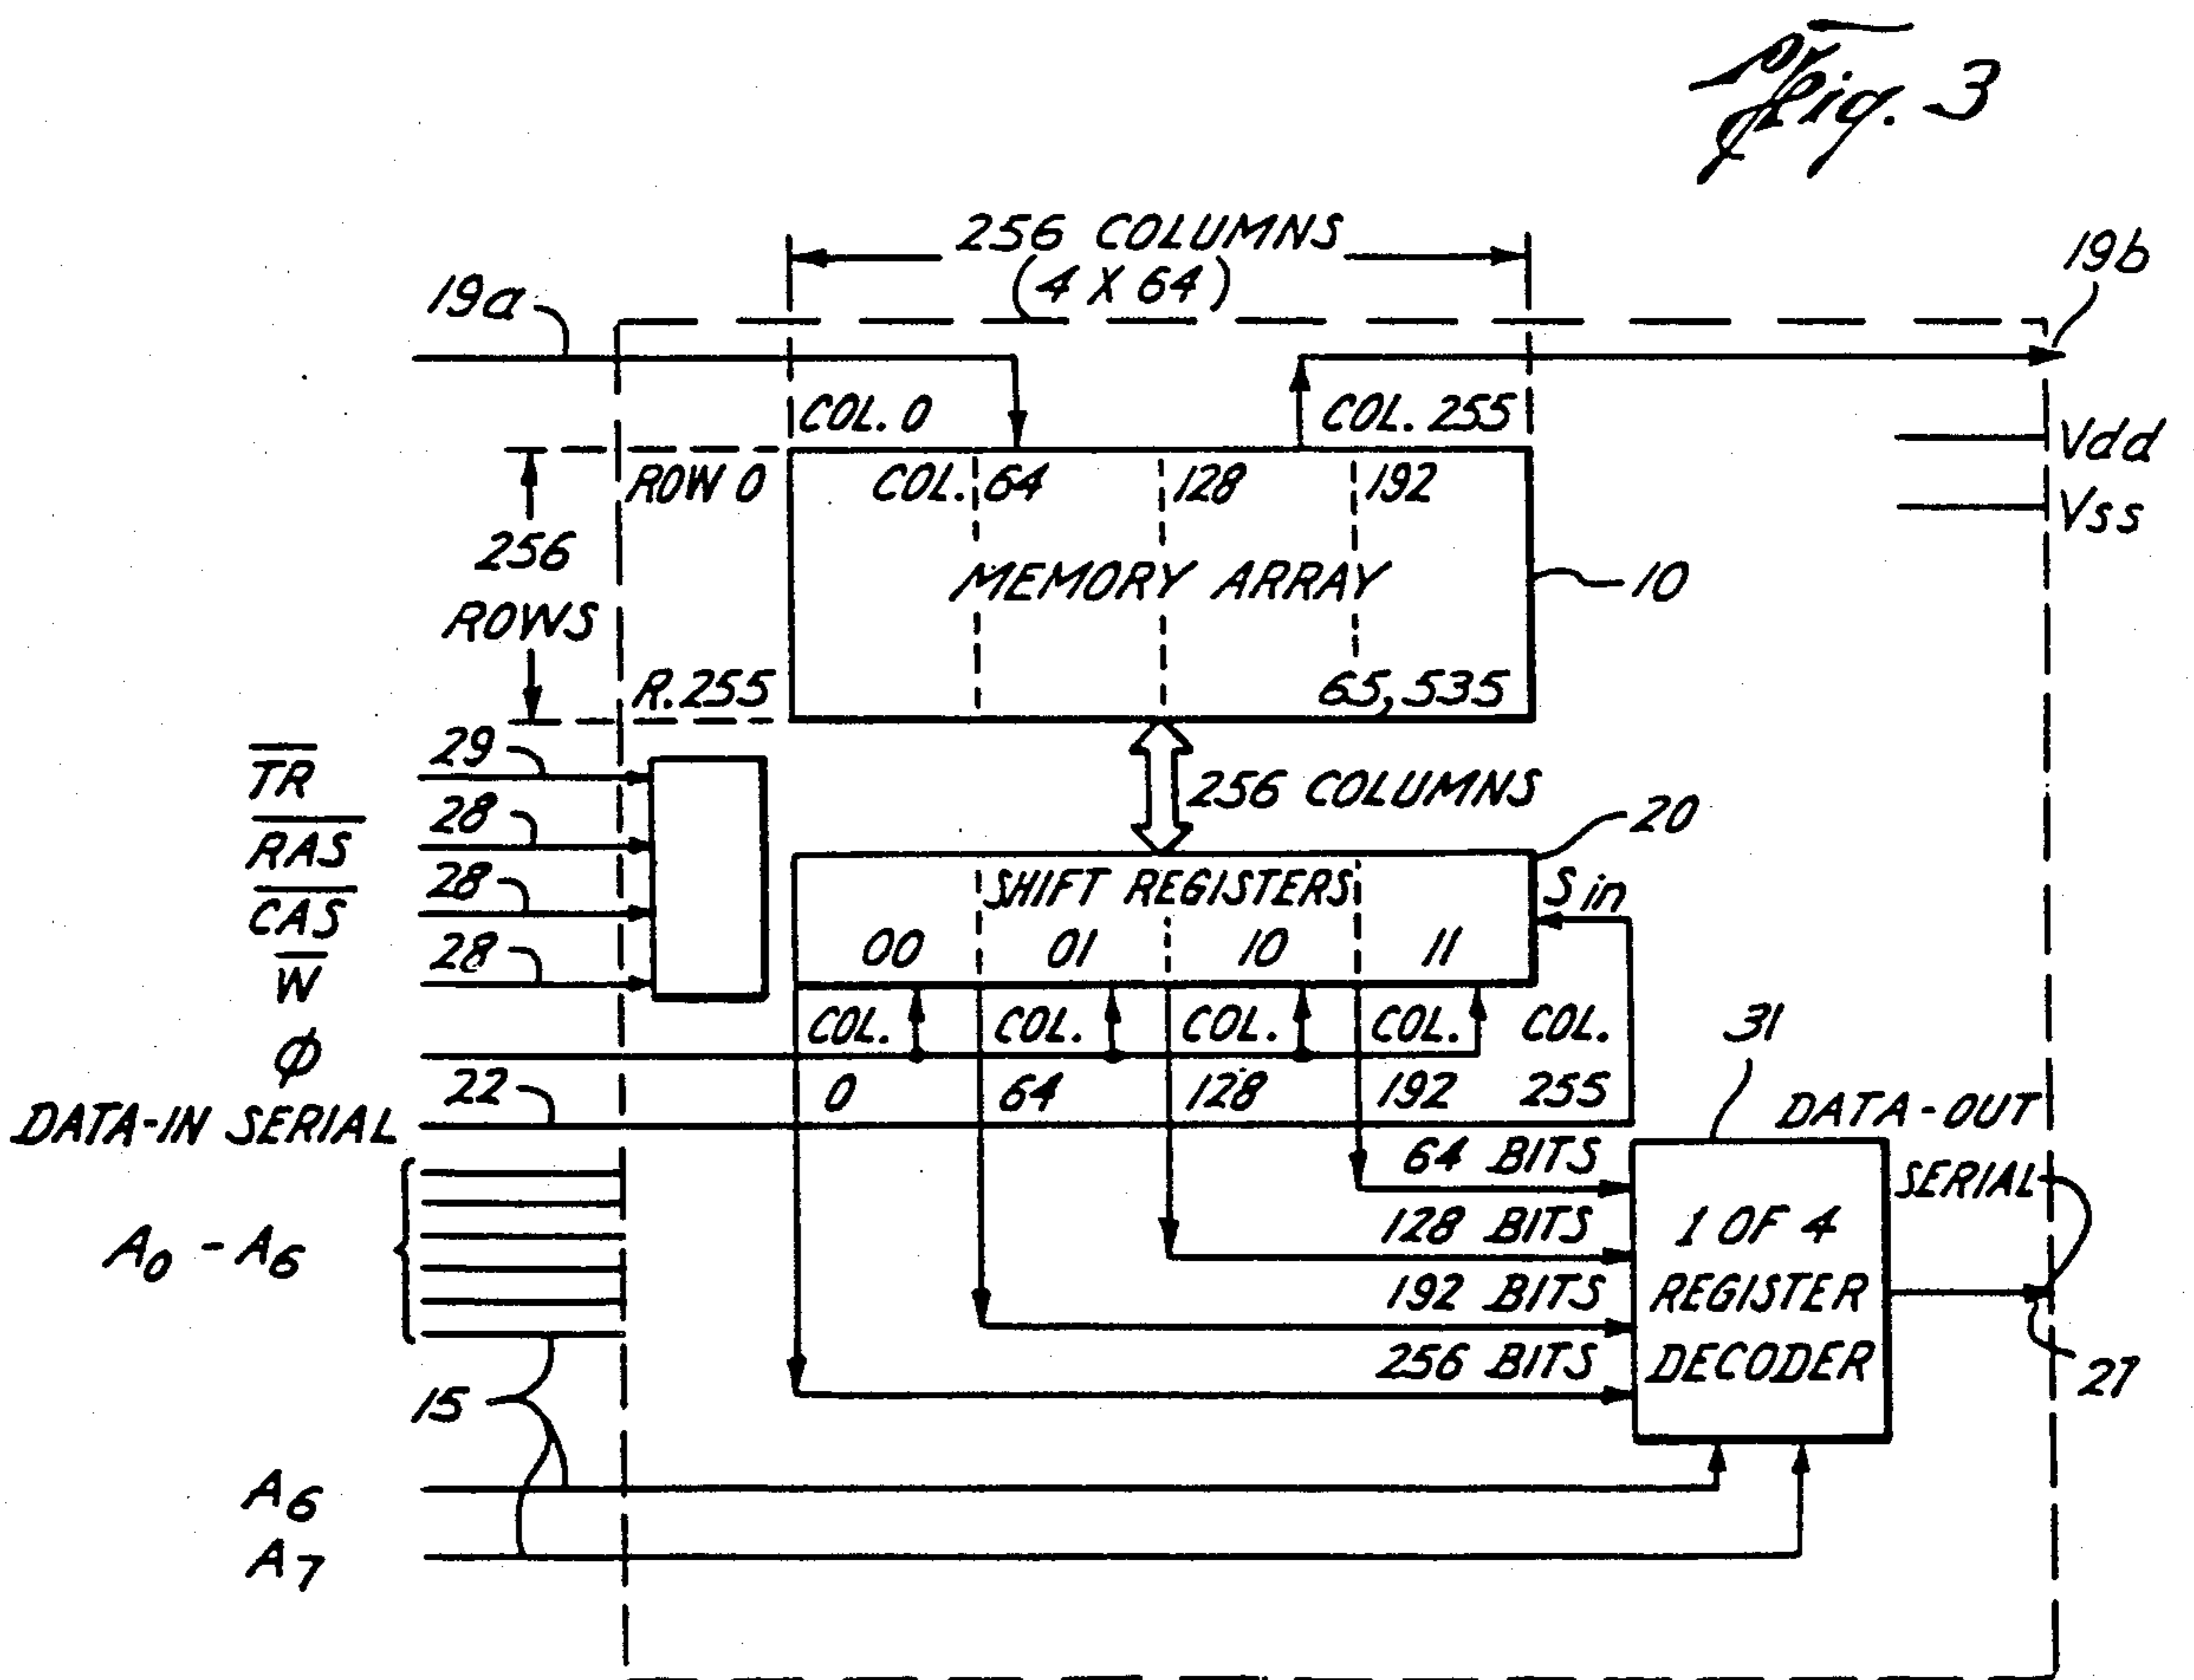 Fig. 3
256 COLUMNS
(4 X 64)
19a
19b
COL. 0
COL. 255
Vdd
Vss
ROW 0
COL. 64
128
192
256
ROWS
MEMORY ARRAY
10
R. 255
65,535
TR
29
256 COLUMNS
RAS
28
20
CAS
28
SHIFT REGISTERS
S in
00
01
10
11
W
28
COL.
COL.
COL.
COL.
COL.
ϕ
31
0
64
128
192
255
22
DATA-IN SERIAL
DATA-OUT
SERIAL
64 BITS
128 BITS
192 BITS
256 BITS
1 OF 4
REGISTER
DECODER
A0 - A6
27
15
A6
A7